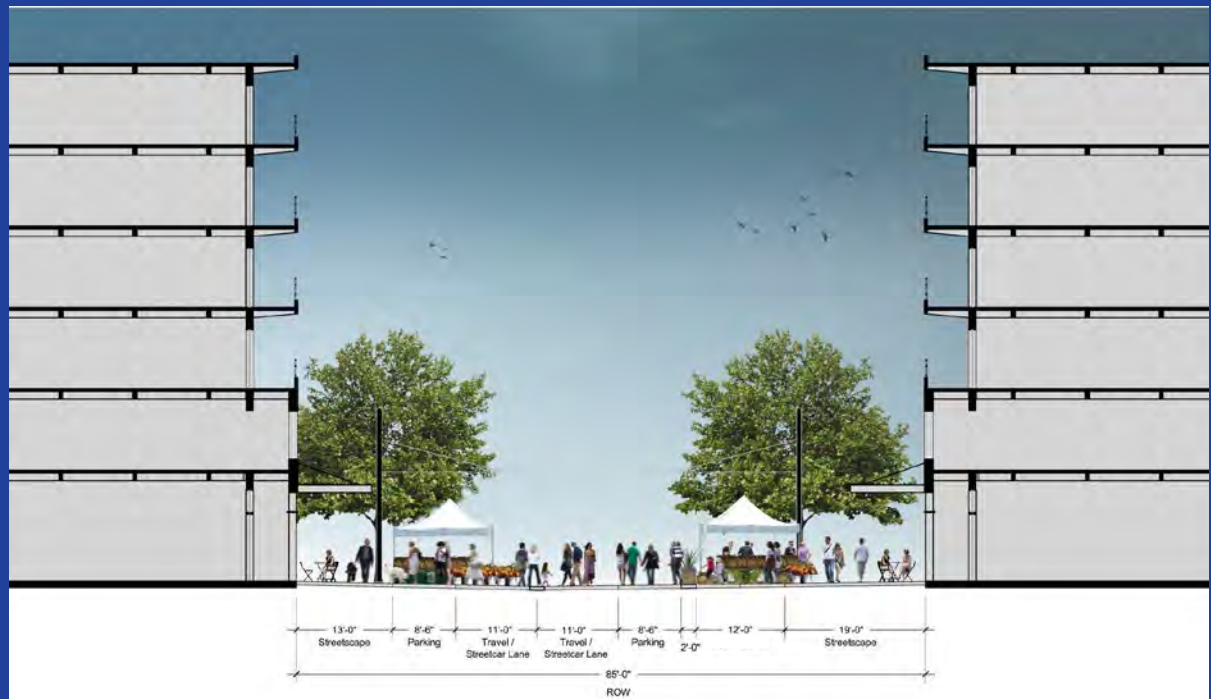 13'-0" 8'-6" 11'-0" 11'-0" 8'-6" 2'-0" 12'-0" 19'-0"
Streetscape Parking Travel / Travel / Parking Streetscape
Streetcar Lane Streetcar Lane
85'-0"
ROW